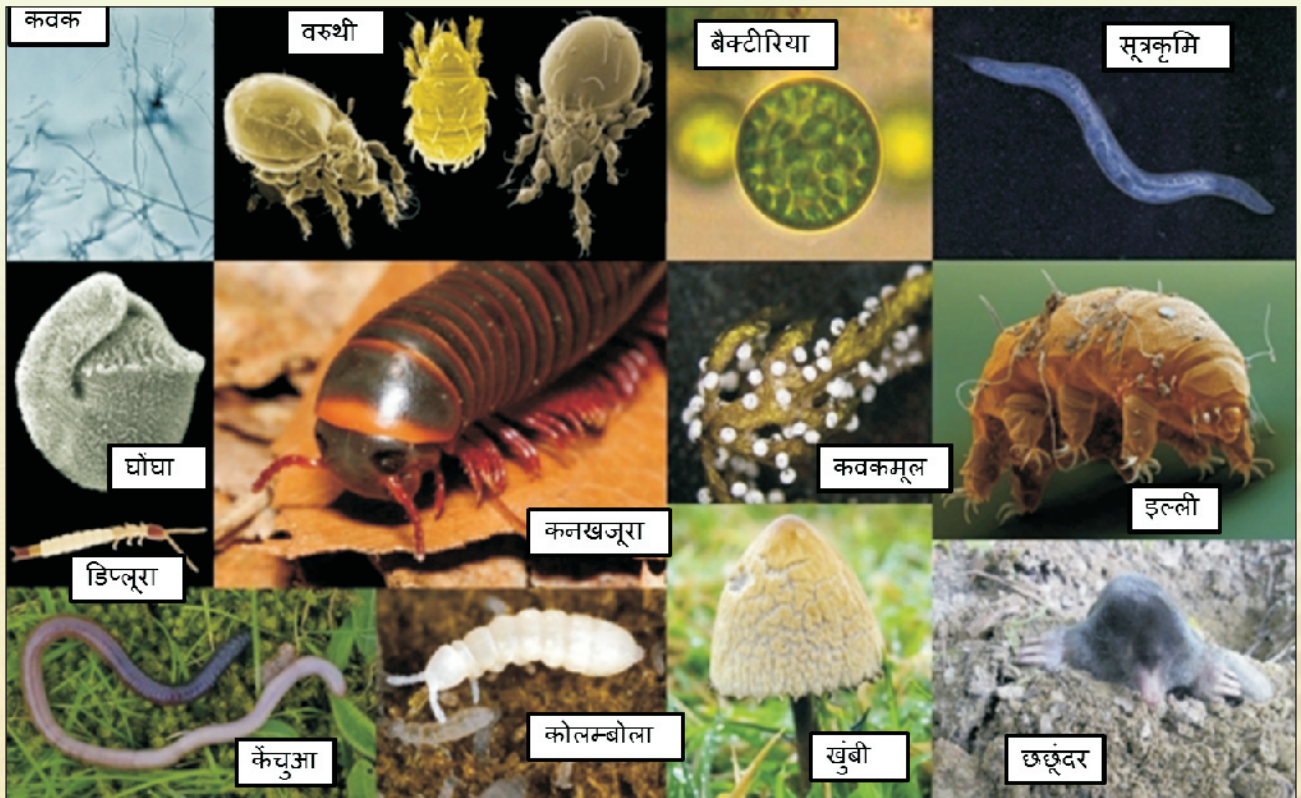 कवक
वरुथी
बैक्टीरिया
सूत्रकृमि
घोंघा
कनखजूरा
कवकमूल
इल्ली
डिप्लूरा
केंचुआ
कोलम्बोला
खुंबी
छछूंदर